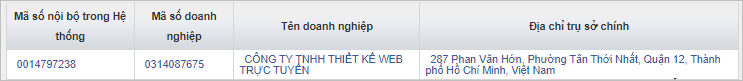 Mã số nội bộ trong Hệ thống
Mã số doanh nghiệp
Tên doanh nghiệp
Địa chỉ trụ sở chính
0014797238
0314087675
CÔNG TY TNHH THIẾT KẾ WEB
TRỰC TUYẾN
287 Phan Văn Hớn, Phường Tân Thới Nhất, Quận 12, Thành
phố Hồ Chí Minh, Việt Nam